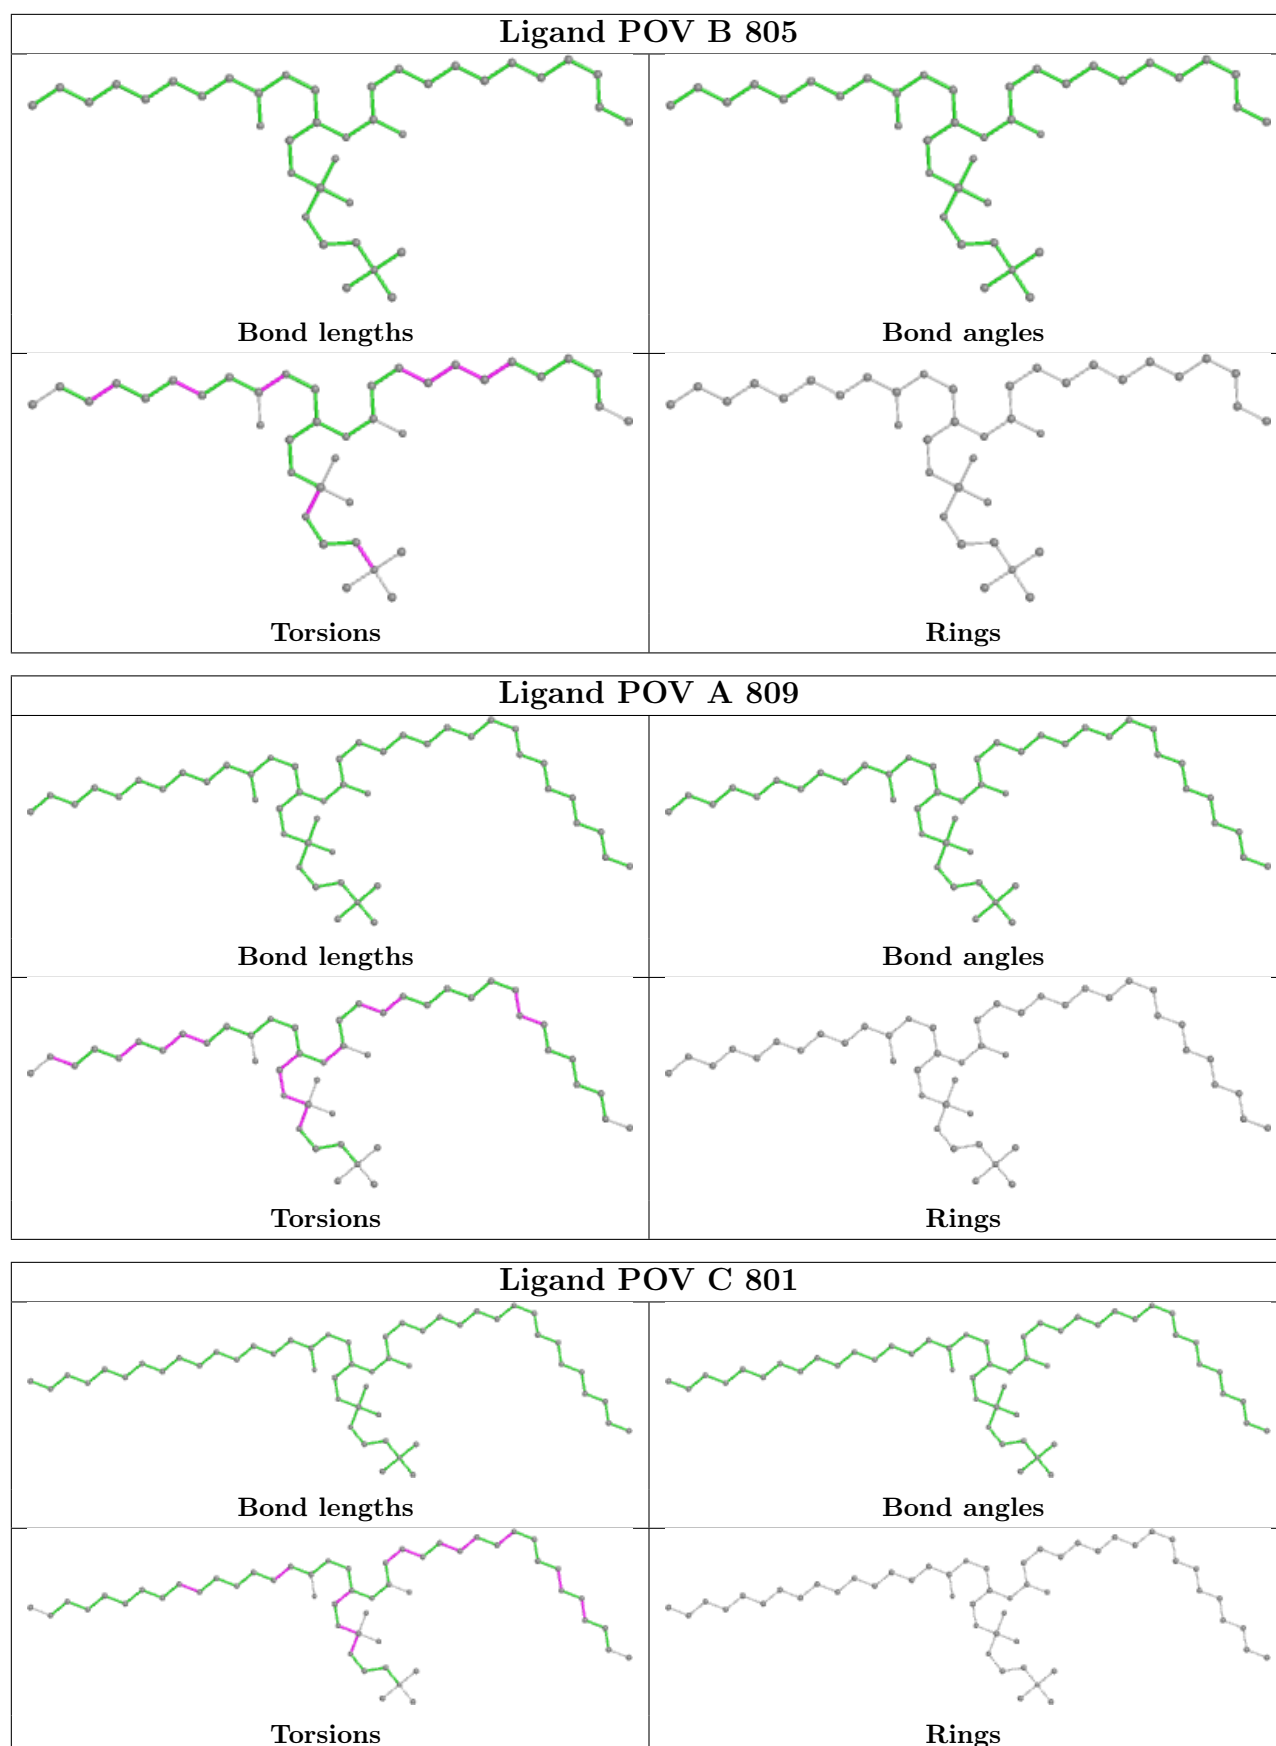 Ligand POV B 805
Bond lengths
Bond angles
Torsions
Rings
Ligand POV A 809
Bond lengths
Bond angles
Torsions
Rings
Ligand POV C 801
Bond lengths
Bond angles
Torsions
Rings